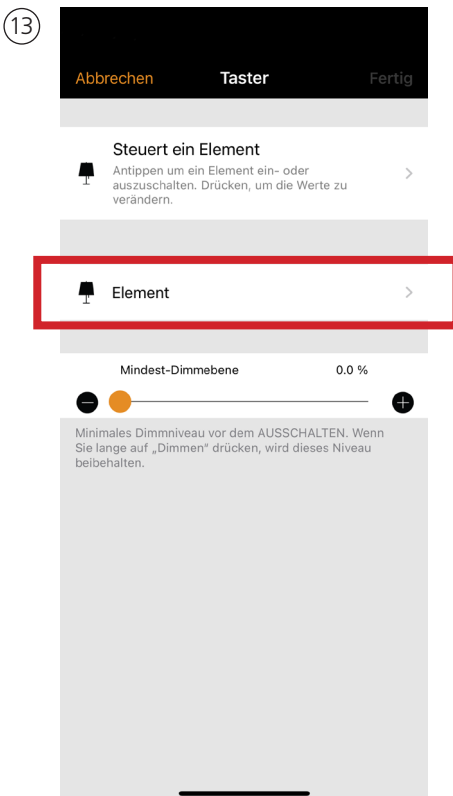 13
Abbrechen Taster Fertig
Steuert ein Element
Antippen um ein Element ein- oder
auszuschalten. Drücken, um die Werte zu
verändern.
Element
Mindest-Dimmebene 0.0 %
Minimales Dimmniveau vor dem AUSSCHALTEN. Wenn
Sie lange auf „Dimmen“ drücken, wird dieses Niveau
beibehalten.